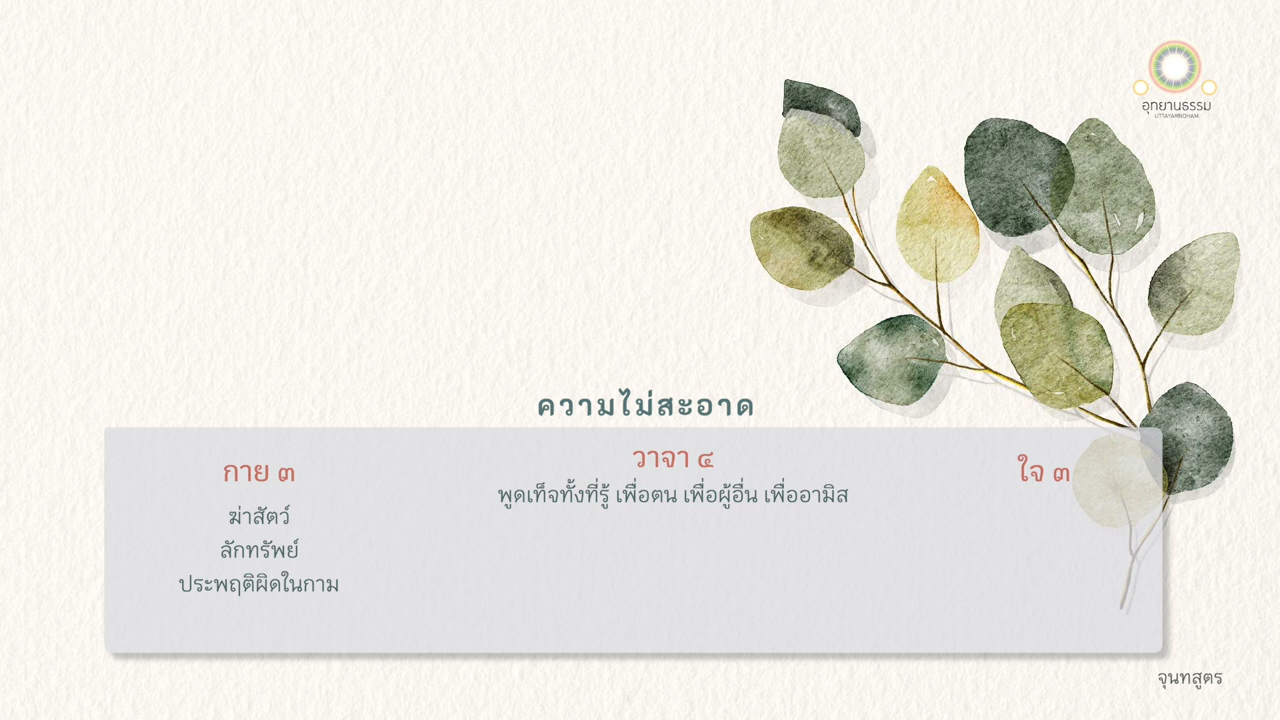 อุทยานธรรม
UTTAYARNDHAM
ความไม่สะอาด
กาย ๓
ฆ่าสัตว์
ลักทรัพย์
ประพฤติผิดในกาม
วาจา ๔
พูดเท็จทั้งที่รู้ เพื่อตน เพื่อผู้อื่น เพื่ออามิส
ใจ ๓
จุนทสูตร